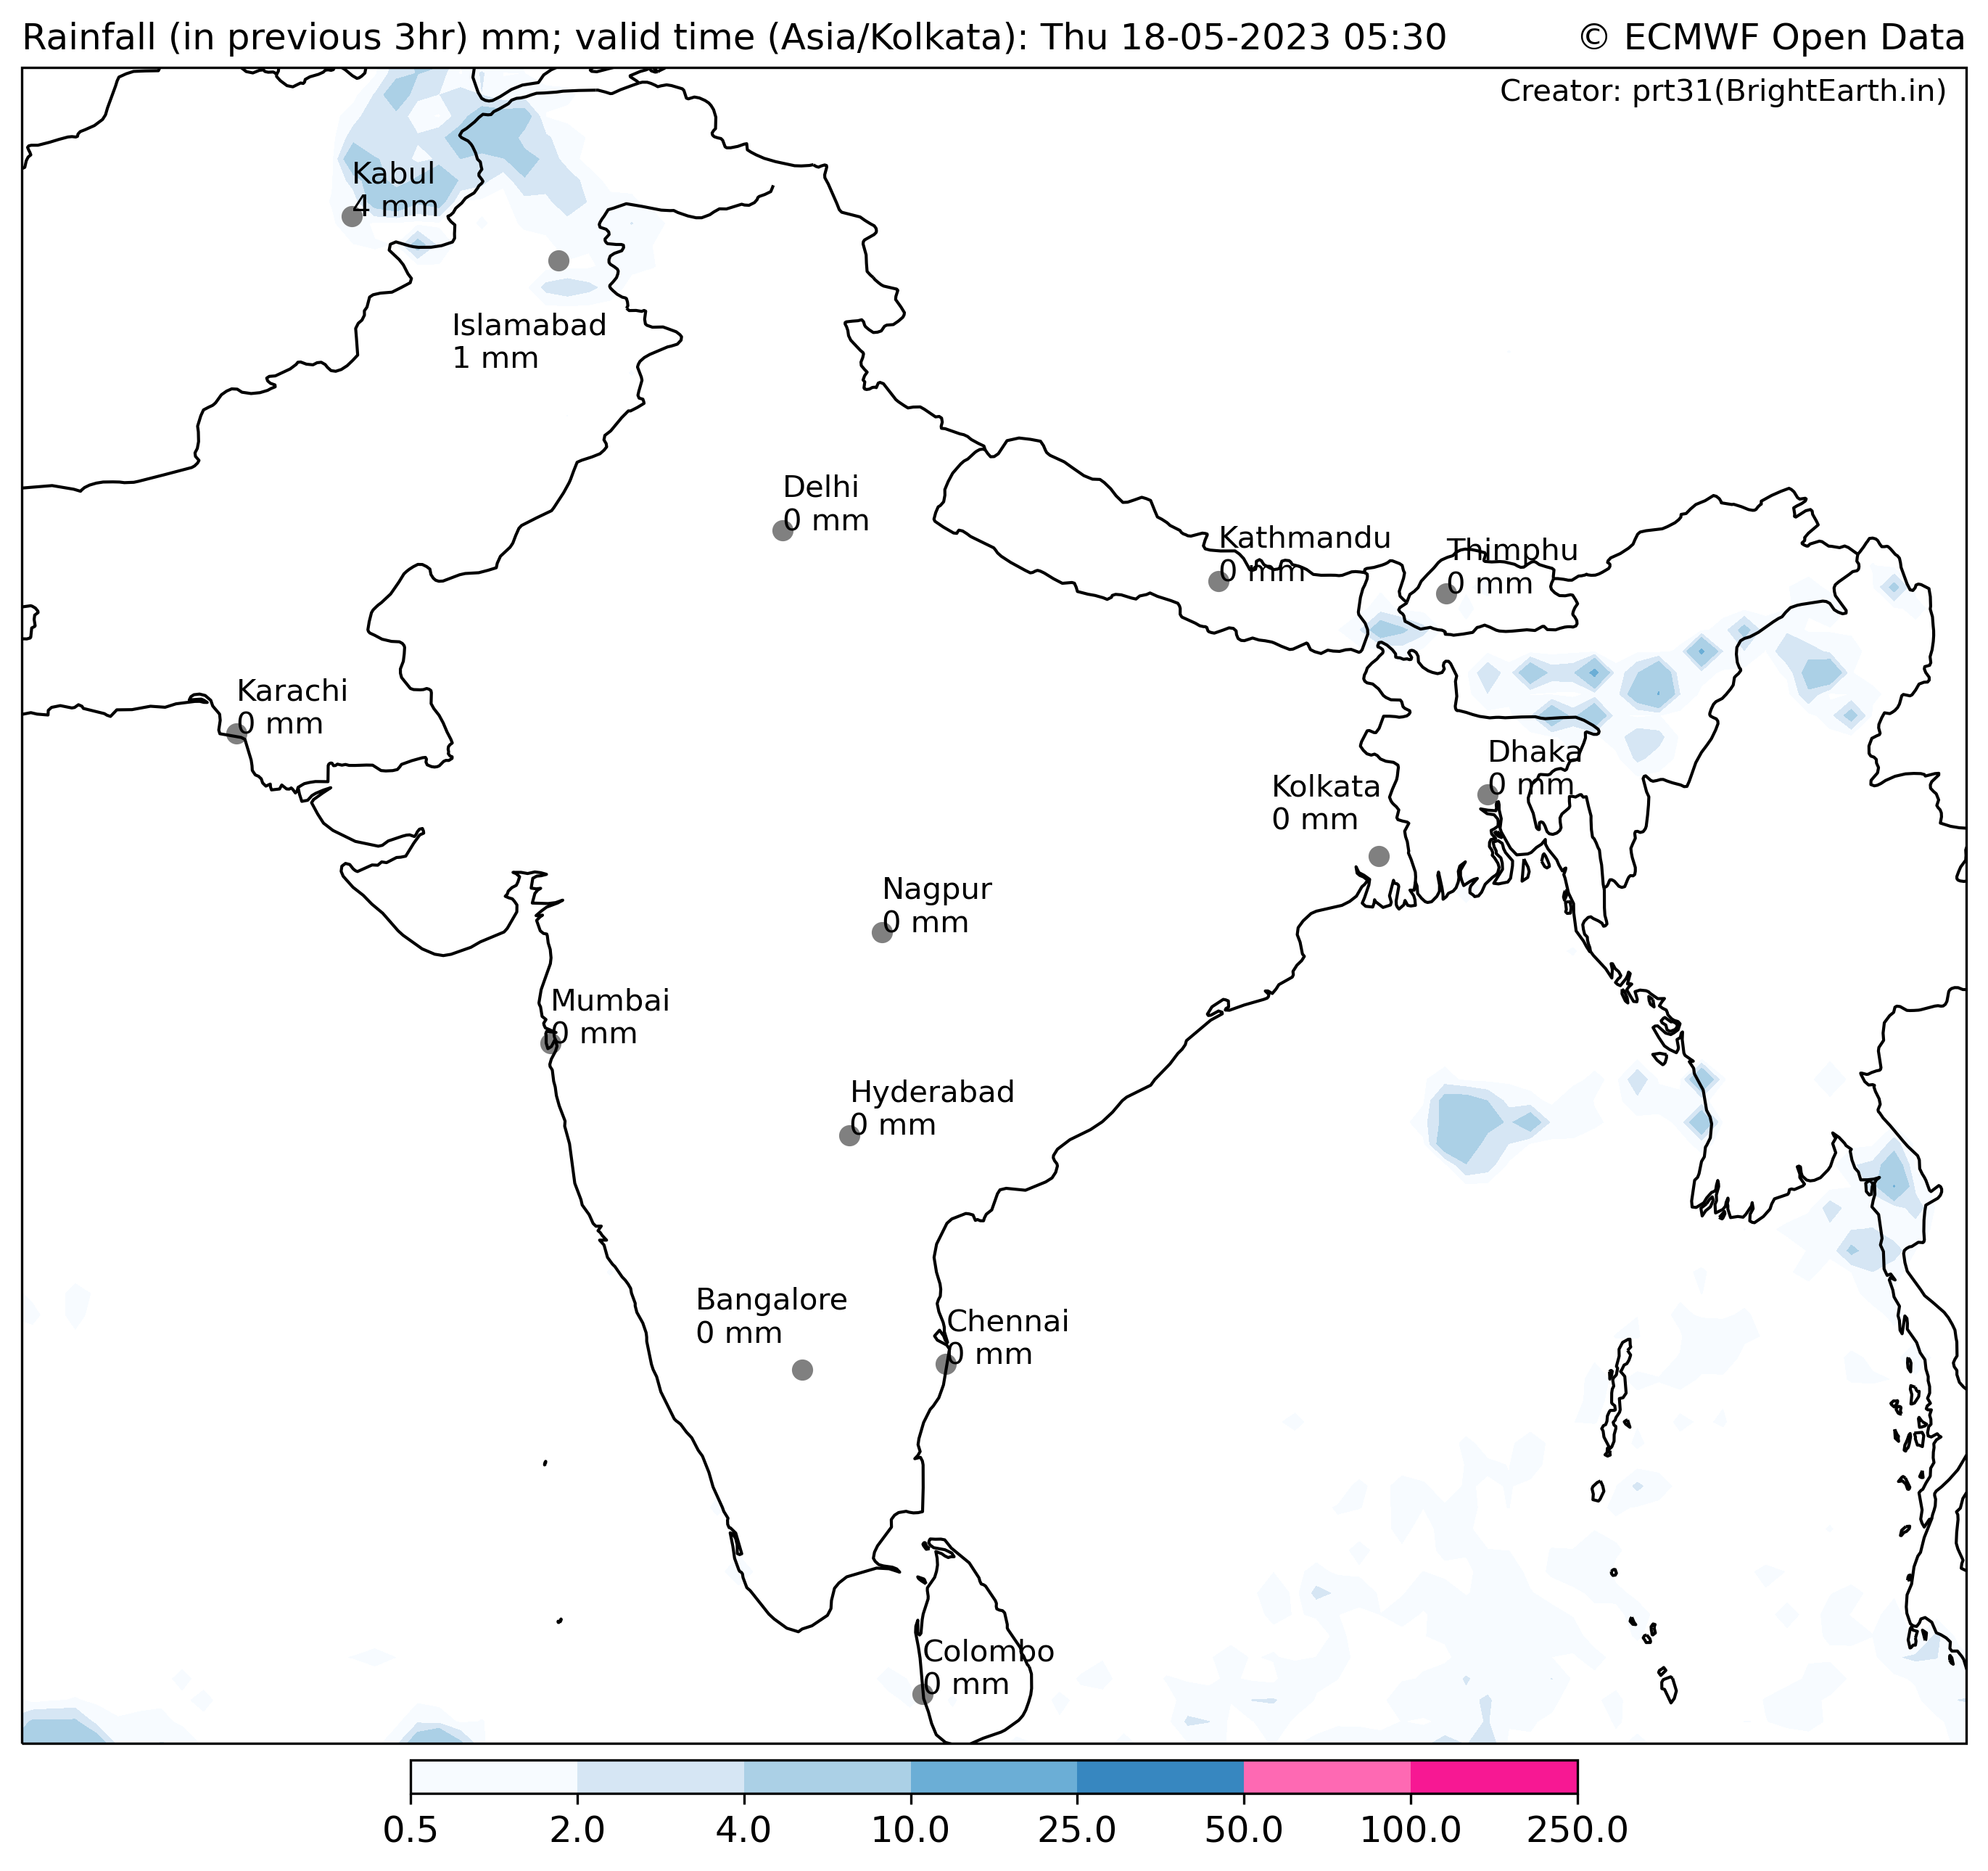 Rainfall (in previous 3hr) mm; valid time (Asia/Kolkata): Thu 18-05-2023 05:30
© ECMWF Open Data
Creator: prt31(BrightEarth.in)
Kabul
4 mm
Islamabad
1 mm
Delhi
0 mm
Kathmandu
0 mm
Thimphu
0 mm
Karachi
0 mm
Dhaka
0 mm
Kolkata
0 mm
Nagpur
0 mm
Mumbai
0 mm
Hyderabad
0 mm
Bangalore
0 mm
Chennai
0 mm
Colombo
0 mm
0.5 2.0 4.0 10.0 25.0 50.0 100.0 250.0